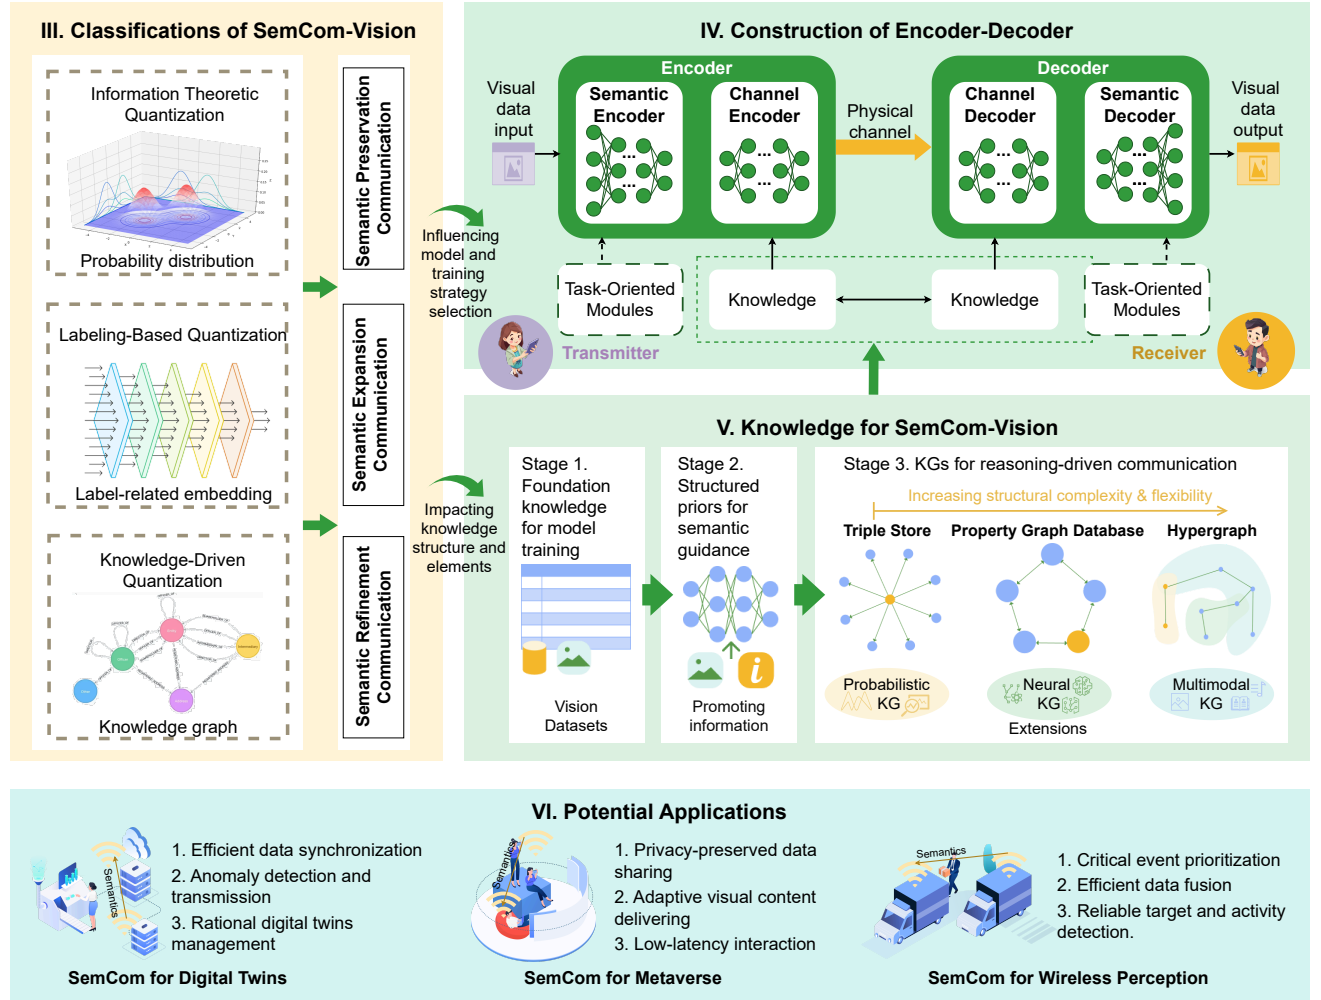 III. Classifications of SemCom-Vision
Information Theoretic
Quantization
Probability distribution
Labeling-Based Quantization
Label-related embedding
Knowledge-Driven
Quantization
Knowledge graph
Semantic Preservation
Communication
Semantic Expansion
Communication
Semantic Refinement
Communication
Influencing
model and
training
strategy
selection
Impacting
knowledge
structure and
elements
IV. Construction of Encoder-Decoder
Visual
data
input
Encoder
Semantic
Encoder
Channel
Encoder
Physical
channel
Decoder
Channel
Decoder
Semantic
Decoder
Visual
data
output
Task-Oriented
Modules
Knowledge
Knowledge
Task-Oriented
Modules
Transmitter
Receiver
V. Knowledge for SemCom-Vision
Stage 1.
Foundation
knowledge
for model
training
Vision
Datasets
Stage 2.
Structured
priors for
semantic
guidance
Promoting
information
Stage 3. KGs for reasoning-driven communication
Increasing structural complexity & flexibility
Triple Store
Property Graph Database
Hypergraph
Probabilistic
KG
Neural
KG
Multimodal
KG
Extensions
VI. Potential Applications
Semantics
1. Efficient data synchronization
2. Anomaly detection and
transmission
3. Rational digital twins
management
SemCom for Digital Twins
Semantics
1. Privacy-preserved data
sharing
2. Adaptive visual content
delivering
3. Low-latency interaction
SemCom for Metaverse
Semantics
1. Critical event prioritization
2. Efficient data fusion
3. Reliable target and activity
detection.
SemCom for Wireless Perception